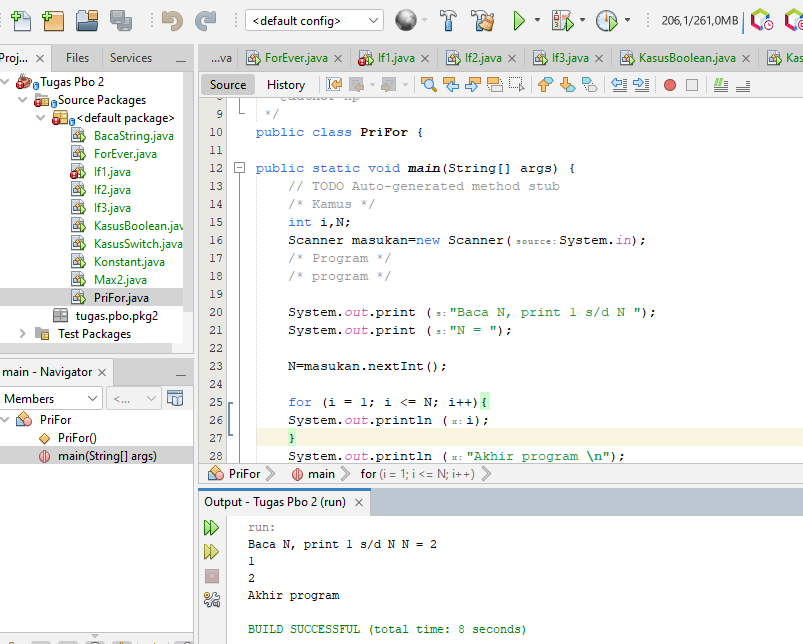 <default config>
206,1/261,0MB
Proj... × Files Services
...va ForEver.java × If1.java × If2.java × If3.java × KasusBoolean.java × Kas
Source History
Tugas Pbo 2
Source Packages
<default package>
BacaString.java
ForEver.java
If1.java
If2.java
If3.java
KasusBoolean.jav
KasusSwitch.java
Konstant.java
Max2.java
PriFor.java
tugas.pbo.pkg2
Test Packages
9 */
10 public class PriFor {
11
12 public static void main(String[] args) {
13 // TODO Auto-generated method stub
14 /* Kamus */
15 int i,N;
16 Scanner masukan=new Scanner( source: System.in);
17 /* Program */
18 /* program */
19
20 System.out.print ( s: "Baca N, print 1 s/d N ");
21 System.out.print ( s: "N = ");
22
23 N=masukan.nextInt();
24
25 for (i = 1; i <= N; i++){
26 System.out.println ( x: i);
27 }
28 System.out.println ( x: "Akhir program \n");
PriFor main for (i = 1; i <= N; i++)
main - Navigator ×
Members <...
PriFor
PriFor()
main(String[] args)
Output - Tugas Pbo 2 (run) ×
run:
Baca N, print 1 s/d N N = 2
1
2
Akhir program
BUILD SUCCESSFUL (total time: 8 seconds)